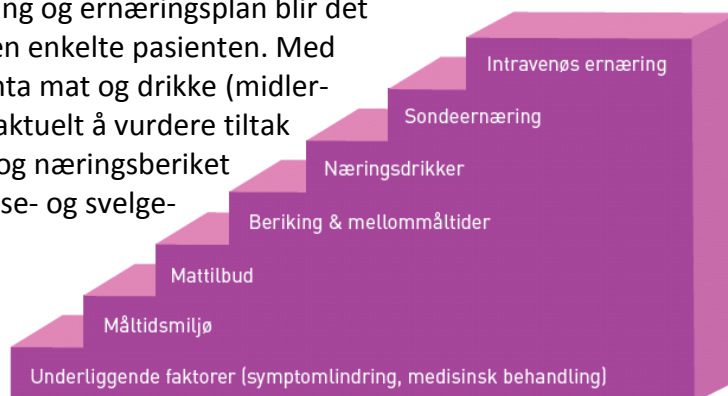 ng og ernæringsplan blir det
en enkelte pasienten. Med
nta mat og drikke (midler-
aktuelt å vurdere tiltak
og næringsberiket
se- og svelge-
Intravenøs ernæring
Sondeernæring
Næringsdrikker
Beriking & mellommåltider
Mattilbud
Måltidsmiljø
Underliggende faktorer (symptomlindring, medisinsk behandling)